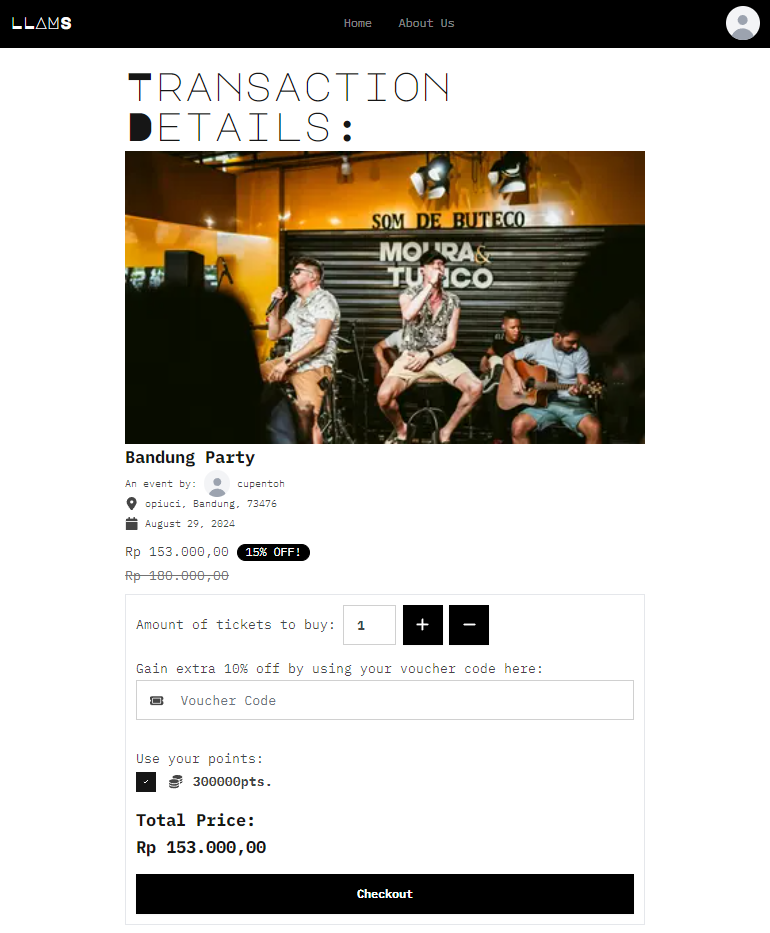 LLAMS
Home About Us
TRANSACTION
DETAILS:
SOM DE BUTECO
MOURA&
TULICO
Bandung Party
An event by: cupentoh
opiuci, Bandung, 73476
August 29, 2024
Rp 153.000,00 15% OFF!
Rp 180.000,00
Amount of tickets to buy: 1 + −
Gain extra 10% off by using your voucher code here:
Voucher Code
Use your points:
300000pts.
Total Price:
Rp 153.000,00
Checkout